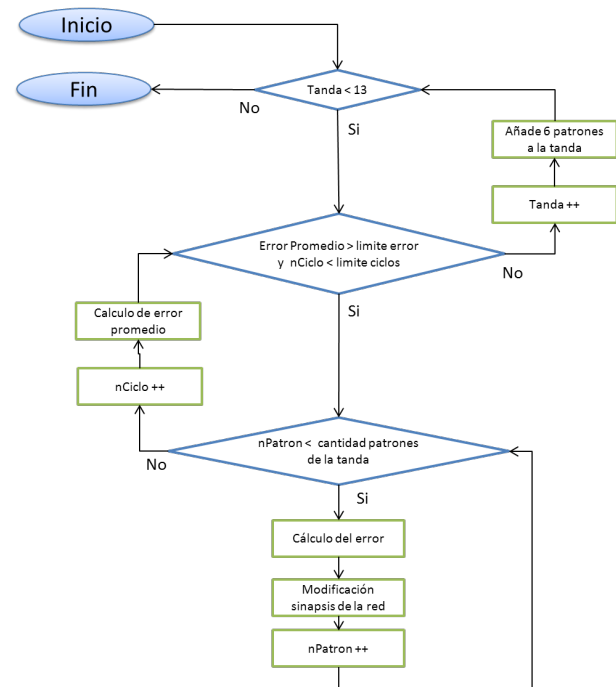 Inicio
Fin
Tanda < 13
No
Si
Añade 6 patrones
a la tanda
Tanda ++
Error Promedio > limite error
y nCiclo < limite ciclos
No
Si
Calculo de error
promedio
nCiclo ++
nPatron < cantidad patrones
de la tanda
No
Si
Cálculo del error
Modificación
sinapsis de la red
nPatron ++